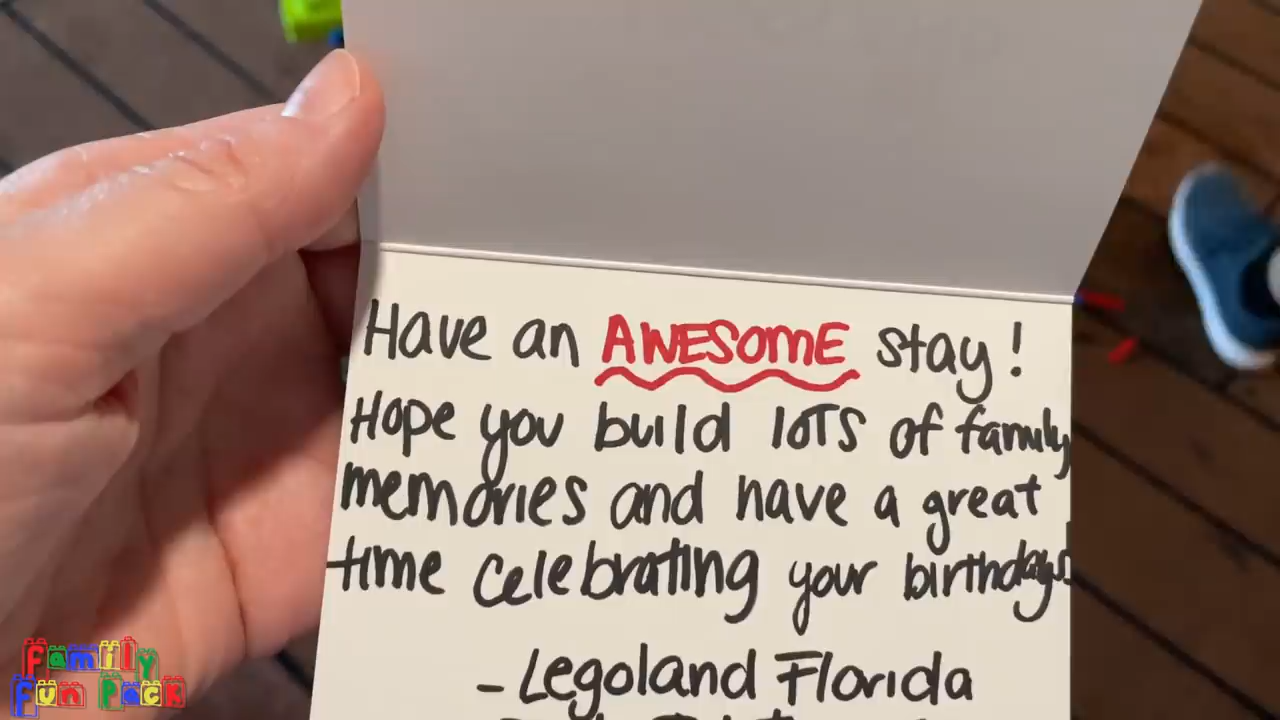 Have an AWESOME stay!
Hope you build LOTS of family
memories and have a great
time celebrating your birthdays!
- Legoland Florida
Family
Fun Pack